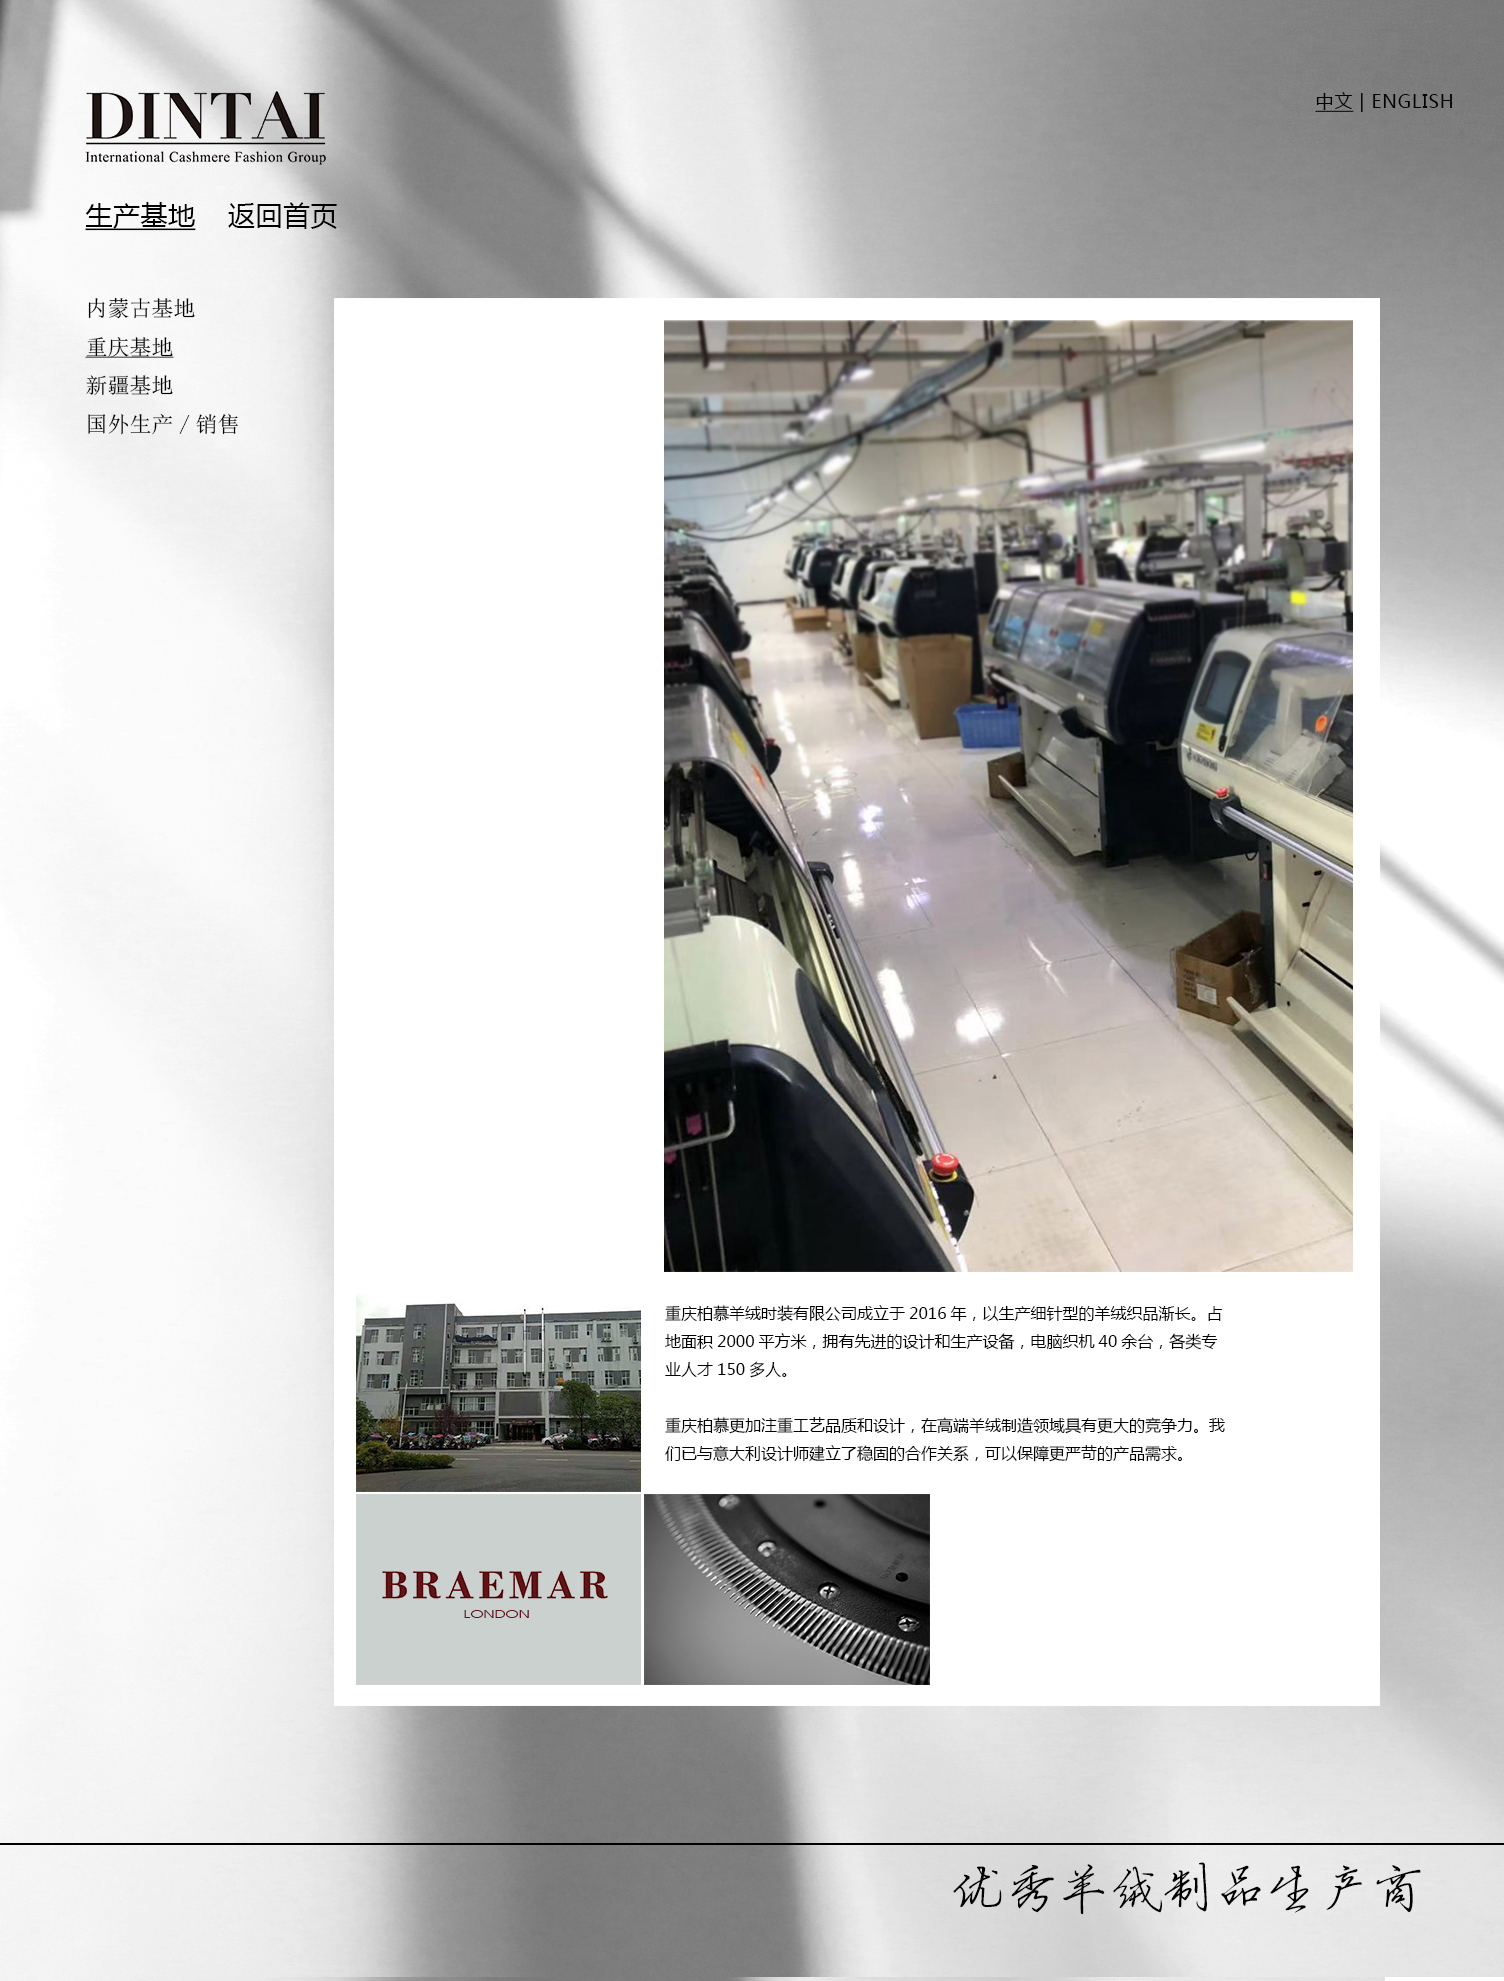 DINTAI
International Cashmere Fashion Group
中文 | ENGLISH
生产基地 返回首页
内蒙古基地
重庆基地
新疆基地
国外生产 / 销售
重庆柏慕羊绒时装有限公司成立于 2016 年，以生产细针型的羊绒织品渐长。占
地面积 2000 平方米，拥有先进的设计和生产设备，电脑织机 40 余台，各类专
业人才 150 多人。
重庆柏慕更加注重工艺品质和设计，在高端羊绒制造领域具有更大的竞争力。我
们已与意大利设计师建立了稳固的合作关系，可以保障更严苛的产品需求。
BRAEMAR
LONDON
优秀羊绒制品生产商